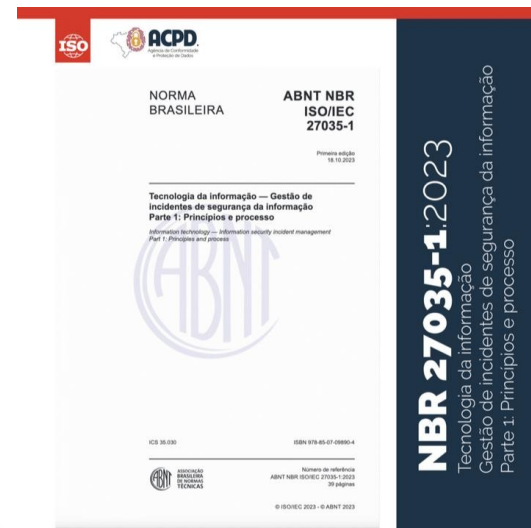 ISO
ACPD.
Agência de Conformidade
e Proteção de Dados
NORMA
BRASILEIRA
ABNT NBR
ISO/IEC
27035-1
Primeira edição
18.10.2023
Tecnologia da informação — Gestão de
incidentes de segurança da informação
Parte 1: Princípios e processo
Information technology — Information security incident management
Part 1: Principles and process
ABNT
ICS 35.030
ISBN 978-85-07-09890-4
ABNT
ASSOCIAÇÃO
BRASILEIRA
DE NORMAS
TÉCNICAS
Número de referência
ABNT NBR ISO/IEC 27035-1:2023
39 páginas
© ISO/IEC 2023 - © ABNT 2023
NBR 27035-1:2023
Tecnologia da informação
Gestão de incidentes de segurança da informação
Parte 1: Princípios e processo